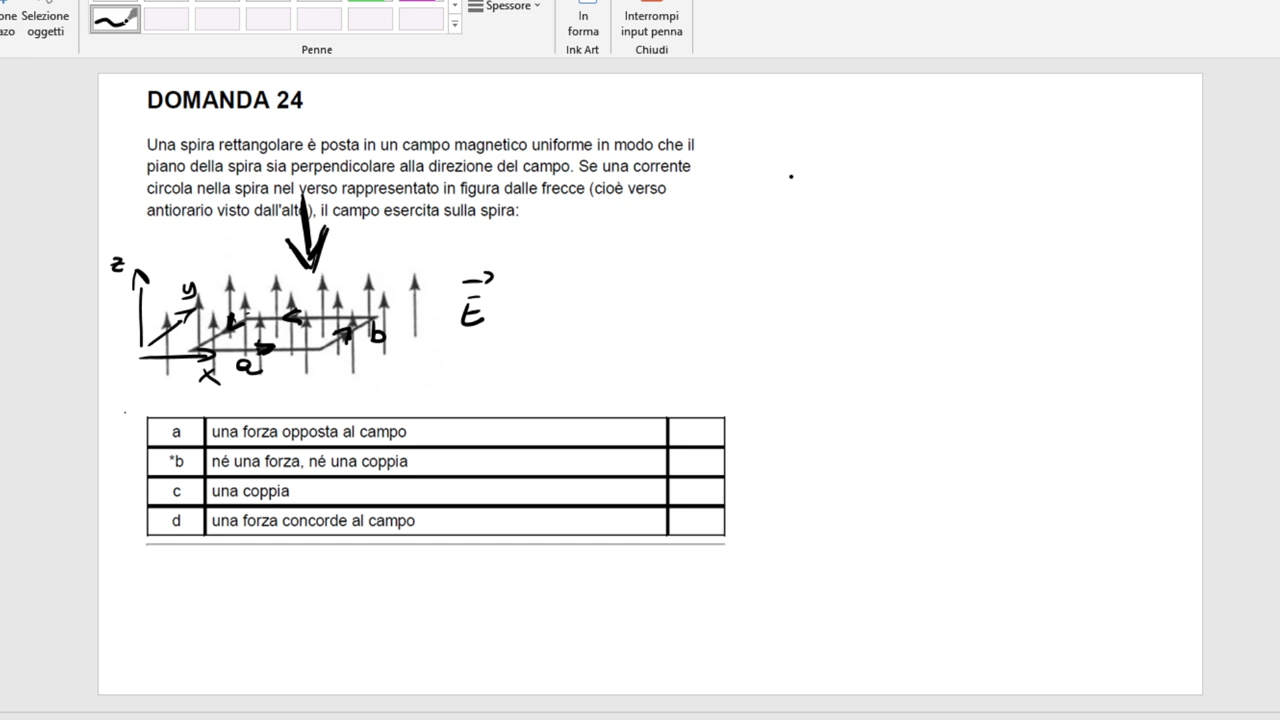 one Selezione
azo oggetti
Spessore
In
forma
Interrompi
input penna
Penne
Ink Art
Chiudi
DOMANDA 24
Una spira rettangolare è posta in un campo magnetico uniforme in modo che il
piano della spira sia perpendicolare alla direzione del campo. Se una corrente
circola nella spira nel verso rappresentato in figura dalle frecce (cioè verso
antiorario visto dall'alto), il campo esercita sulla spira:
z
y
E
b
a
x
a una forza opposta al campo
*b né una forza, né una coppia
c una coppia
d una forza concorde al campo